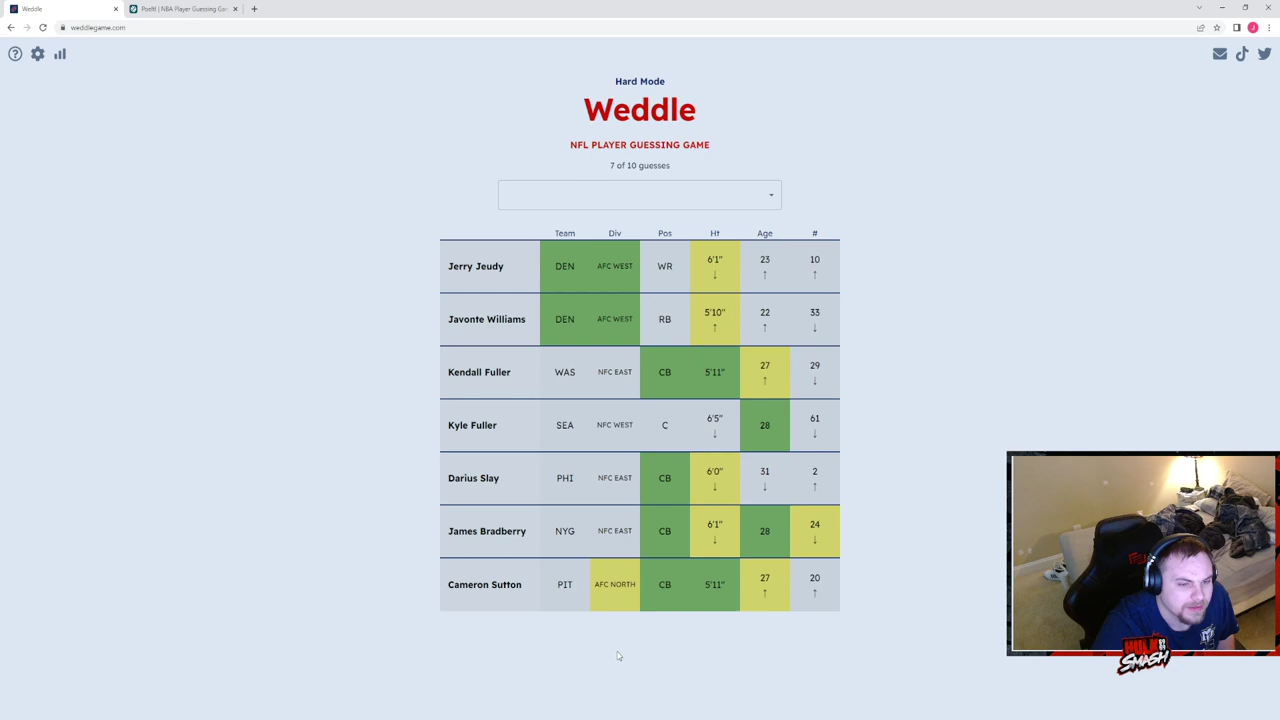 Weddle
Poeltl | NBA Player Guessing Ga
weddlegame.com
J
Hard Mode
Weddle
NFL PLAYER GUESSING GAME
7 of 10 guesses
Team Div Pos Ht Age #
Jerry Jeudy DEN AFC WEST WR 6'1" ↓ 23 ↑ 10 ↑
Javonte Williams DEN AFC WEST RB 5'10" ↑ 22 ↑ 33 ↓
Kendall Fuller WAS NFC EAST CB 5'11" 27 ↑ 29 ↓
Kyle Fuller SEA NFC WEST C 6'5" ↓ 28 61 ↓
Darius Slay PHI NFC EAST CB 6'0" ↓ 31 ↓ 2 ↑
James Bradberry NYG NFC EAST CB 6'1" ↓ 28 24 ↓
Cameron Sutton PIT AFC NORTH CB 5'11" 27 ↑ 20 ↑
HULK
SMASH